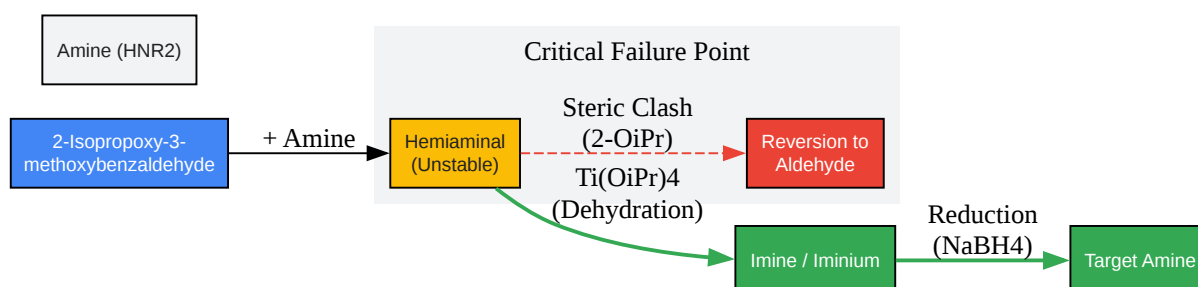 Amine (HNR2)
Critical Failure Point
2-Isopropoxy-3-
methoxybenzaldehyde
+ Amine
Hemiaminal
(Unstable)
Steric Clash
(2-OiPr)
Reversion to
Aldehyde
Ti(OiPr)4
(Dehydration)
Imine / Iminium
Reduction
(NaBH4)
Target Amine